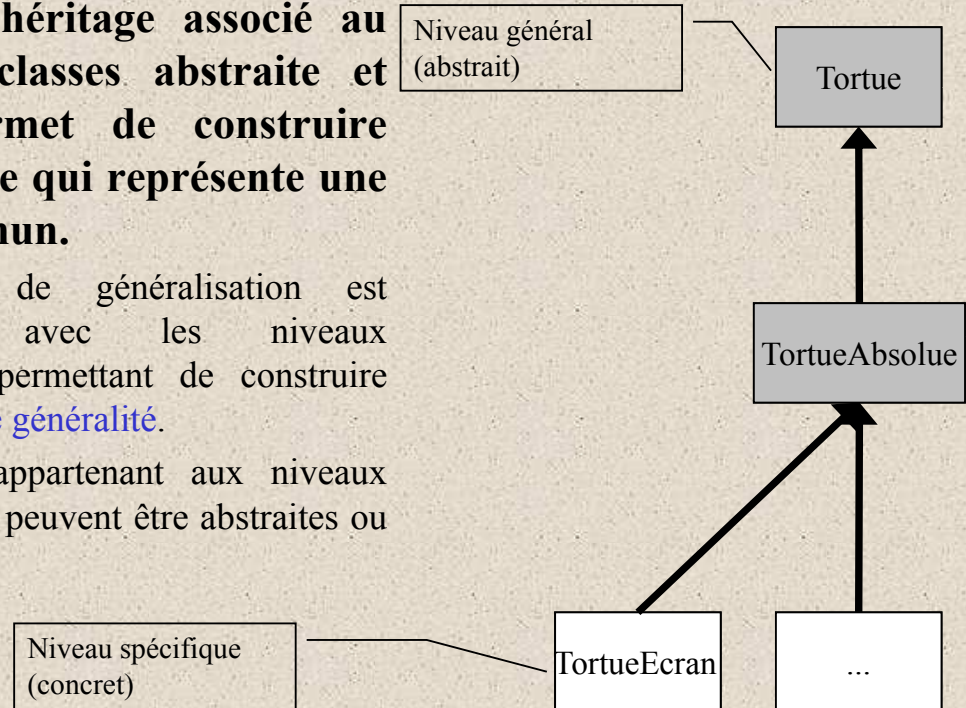 héritage associé au
classes abstraite et
rmet de construire
e qui représente une
nun.
de généralisation est
avec les niveaux
permettant de construire
e généralité.
appartenant aux niveaux
peuvent être abstraites ou
Niveau général
(abstrait)
Tortue
TortueAbsolue
Niveau spécifique
(concret)
TortueEcran
...